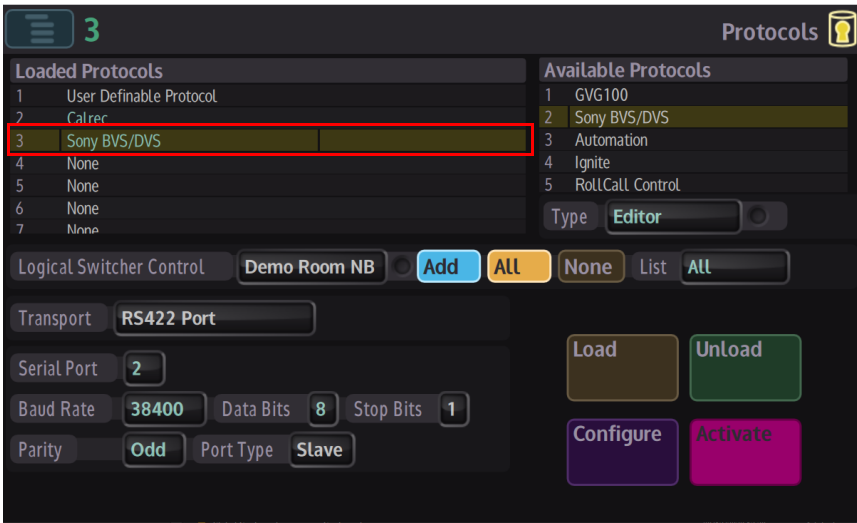 3
Protocols
Loaded Protocols
1 User Definable Protocol
2 Calrec
3 Sony BVS/DVS
4 None
5 None
6 None
7 None
Available Protocols
1 GVG100
2 Sony BVS/DVS
3 Automation
4 Ignite
5 RollCall Control
Type Editor
Logical Switcher Control Demo Room NB Add All None List All
Transport RS422 Port
Serial Port 2
Baud Rate 38400 Data Bits 8 Stop Bits 1
Parity Odd Port Type Slave
Load Unload
Configure Activate